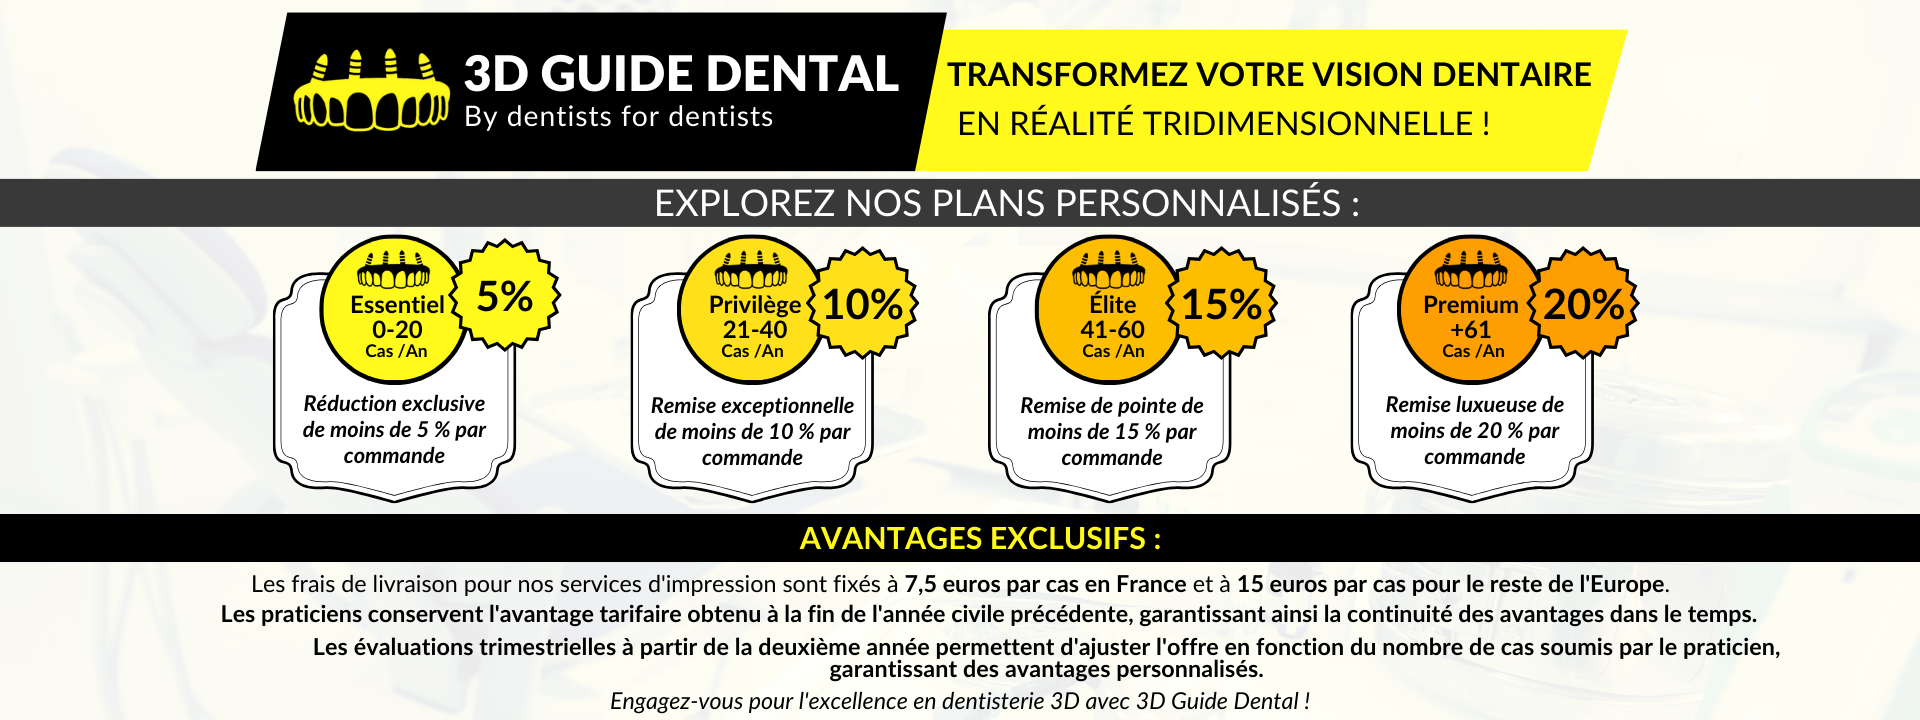 3D GUIDE DENTAL
By dentists for dentists
TRANSFORMEZ VOTRE VISION DENTAIRE
EN RÉALITÉ TRIDIMENSIONNELLE !
EXPLOREZ NOS PLANS PERSONNALISÉS :
Essentiel
0-20
Cas /An
5%
Réduction exclusive
de moins de 5 % par
commande
Privilège
21-40
Cas /An
10%
Remise exceptionnelle
de moins de 10 % par
commande
Élite
41-60
Cas /An
15%
Remise de pointe de
moins de 15 % par
commande
Premium
+61
Cas /An
20%
Remise luxueuse de
moins de 20 % par
commande
AVANTAGES EXCLUSIFS :
Les frais de livraison pour nos services d'impression sont fixés à 7,5 euros par cas en France et à 15 euros par cas pour le reste de l'Europe.
Les praticiens conservent l'avantage tarifaire obtenu à la fin de l'année civile précédente, garantissant ainsi la continuité des avantages dans le temps.
Les évaluations trimestrielles à partir de la deuxième année permettent d'ajuster l'offre en fonction du nombre de cas soumis par le praticien,
garantissant des avantages personnalisés.
Engagez-vous pour l'excellence en dentisterie 3D avec 3D Guide Dental !